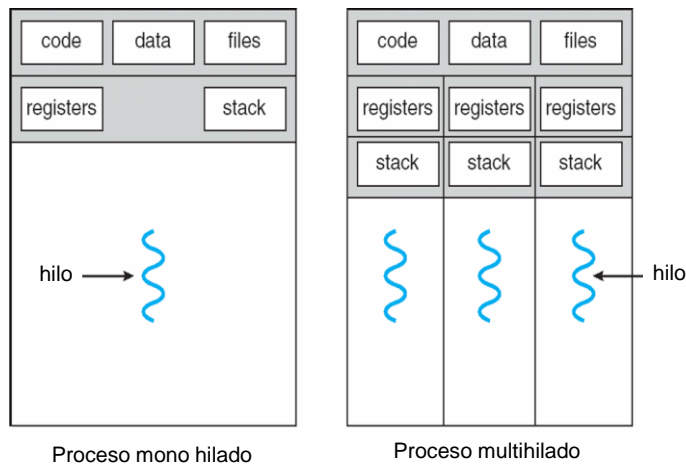 code data files
registers stack
hilo
Proceso mono hilado
code data files
registers registers registers
stack stack stack
hilo
Proceso multihilado